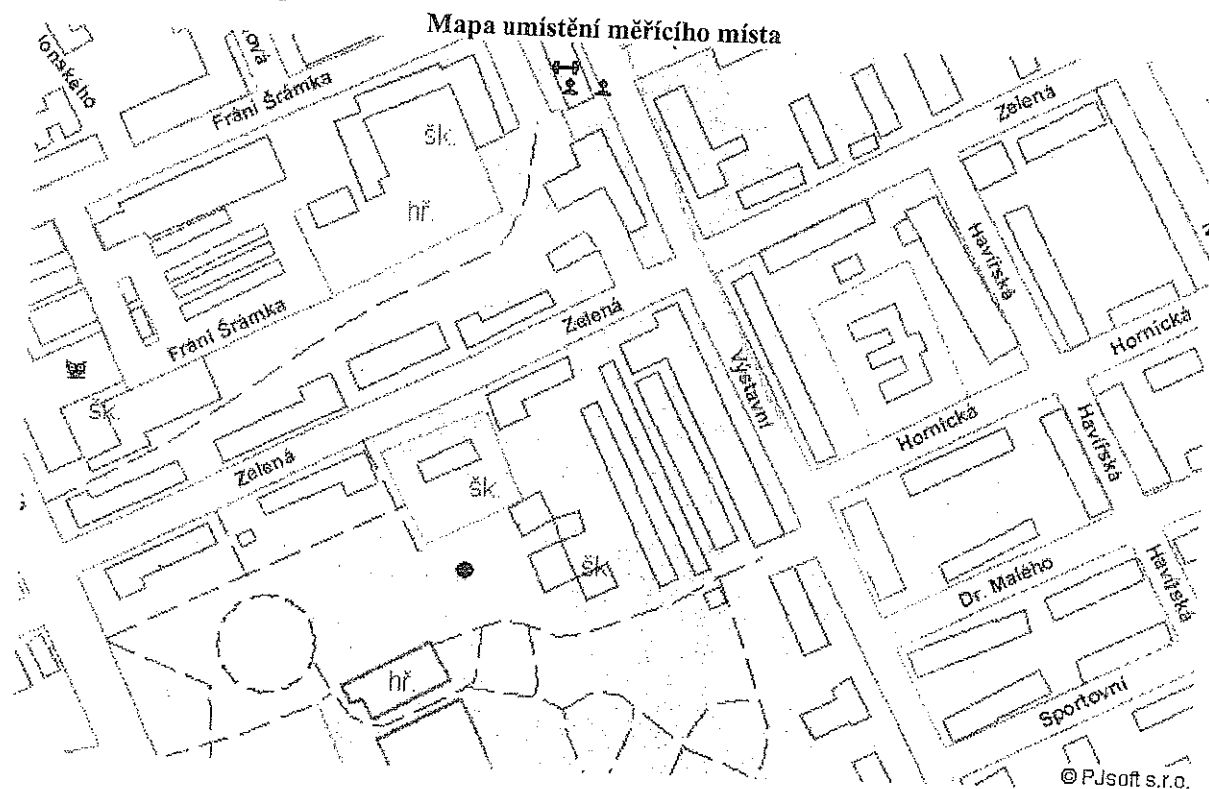 Mapa umístění měřícího místa
Fráni Šrámka
Zelená
šk.
hř.
Havířská
Fráni Šrámka
Zelená
Hornická
Výstavní
šk.
Hornická
Havířská
Zelená
šk.
šk.
Havířská
Dr. Malého
hř.
Sportovní
© PJsoft s.r.o.